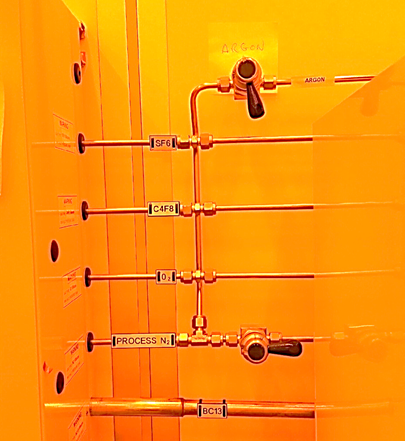 ARGON
ARGON
SF6
C4F8
O₂
PROCESS N₂
BC13